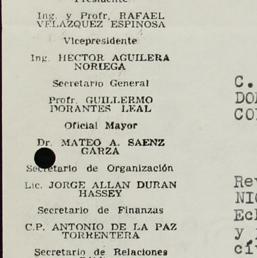 Presidente
Ing. y Profr. RAFAEL
VELAZQUEZ ESPINOSA
Vicepresidente
Ing. HECTOR AGUILERA
NORIEGA
Secretario General
Profr. GUILLERMO
DORANTES LEAL
Oficial Mayor
Dr. MATEO A. SAENZ
GARZA
Secretario de Organización
Lic. JORGE ALLAN DURAN
HASSEY
Secretario de Finanzas
C.P. ANTONIO DE LA PAZ
TORRENTERA
Secretario de Relaciones
C.
DO
CO
Re
NI
Ec
y
ci